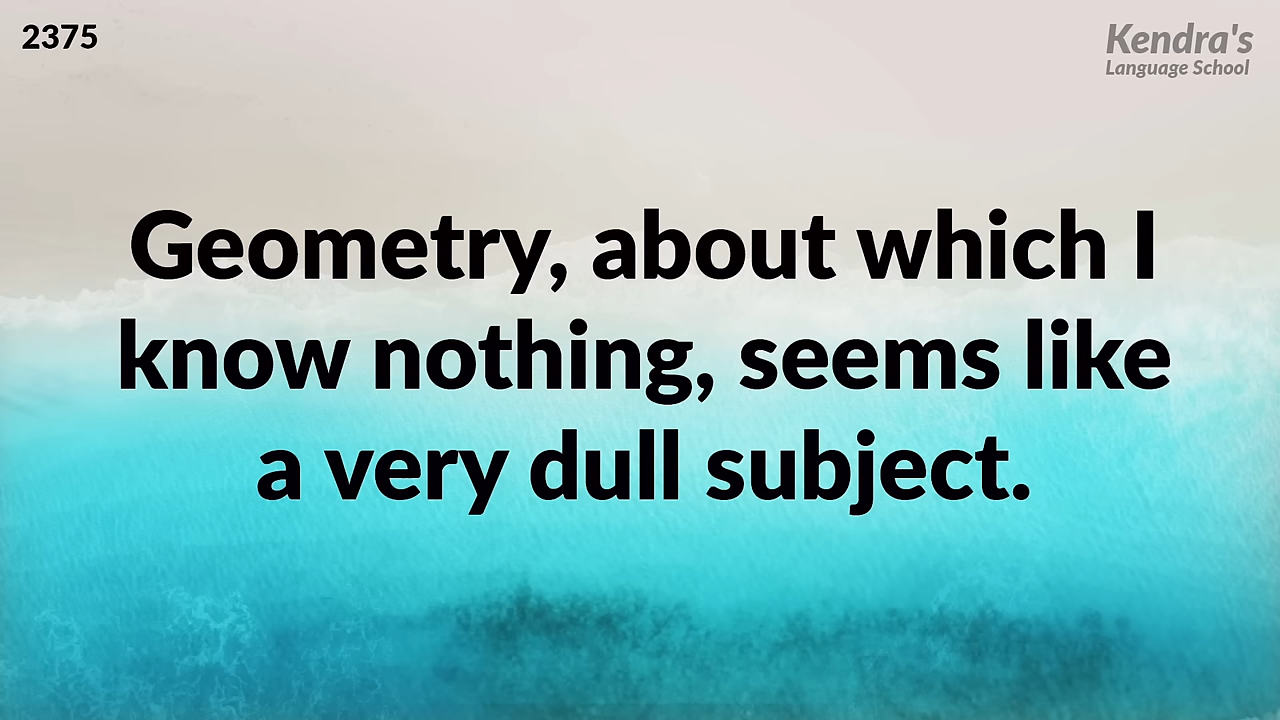 2375
Kendra's
Language School
Geometry, about which I
know nothing, seems like
a very dull subject.